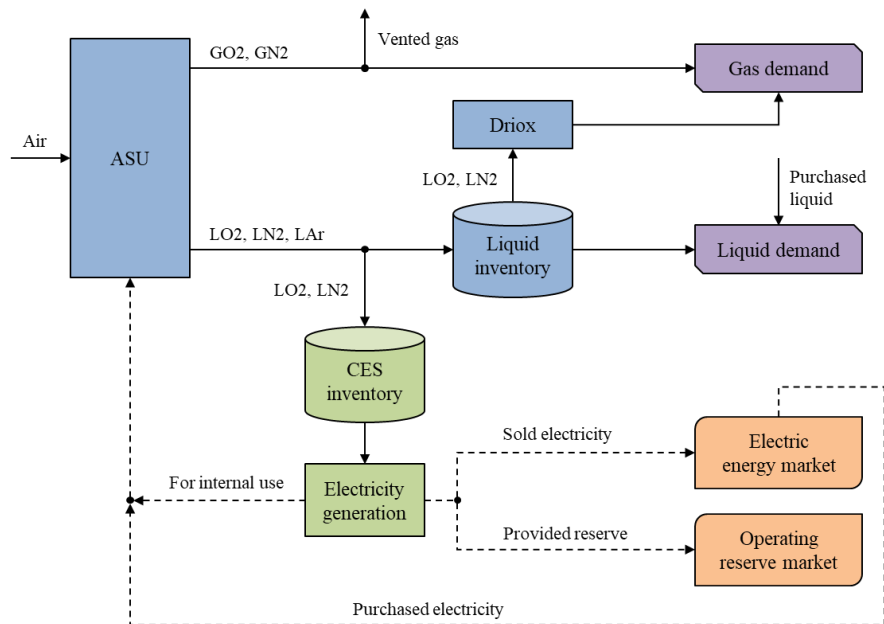 Vented gas
GO2, GN2
Gas demand
Driox
Air
ASU
LO2, LN2
Purchased
liquid
LO2, LN2, LAr
Liquid
inventory
Liquid demand
LO2, LN2
CES
inventory
Sold electricity
Electric
energy market
For internal use
Electricity
generation
Provided reserve
Operating
reserve market
Purchased electricity